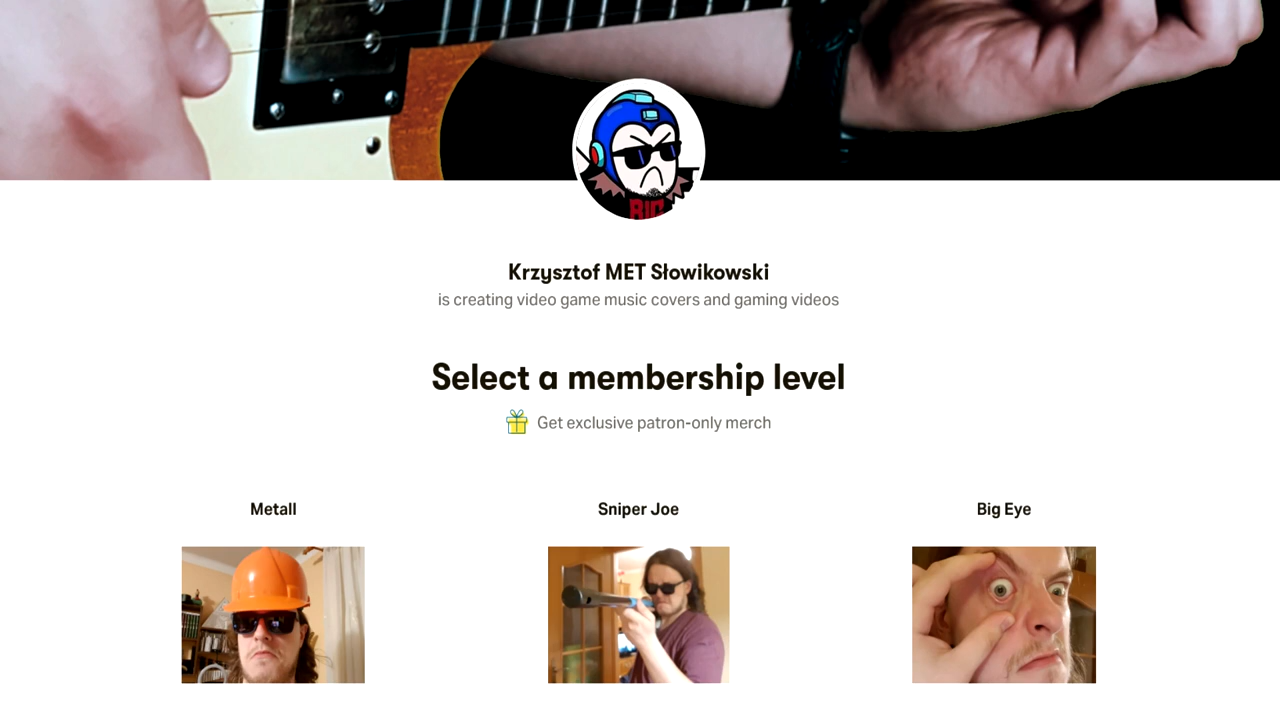 BIG
Krzysztof MET Słowikowski
is creating video game music covers and gaming videos
Select a membership level
Get exclusive patron-only merch
Metall
Sniper Joe
Big Eye